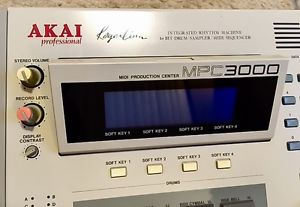 AKAI
professional
Roger Linn
INTEGRATED RHYTHM MACHINE
16 BIT DRUM SAMPLER/MIDI SEQUENCER
STEREO VOLUME
RECORD LEVEL
DISPLAY
CONTRAST
MIDI PRODUCTION CENTER
MPC3000
SOFT KEY 1
SOFT KEY 2
SOFT KEY 3
SOFT KEY 4
SOFT KEY 1
SOFT KEY 2
SOFT KEY 3
SOFT KEY 4
DRUMS
A
B